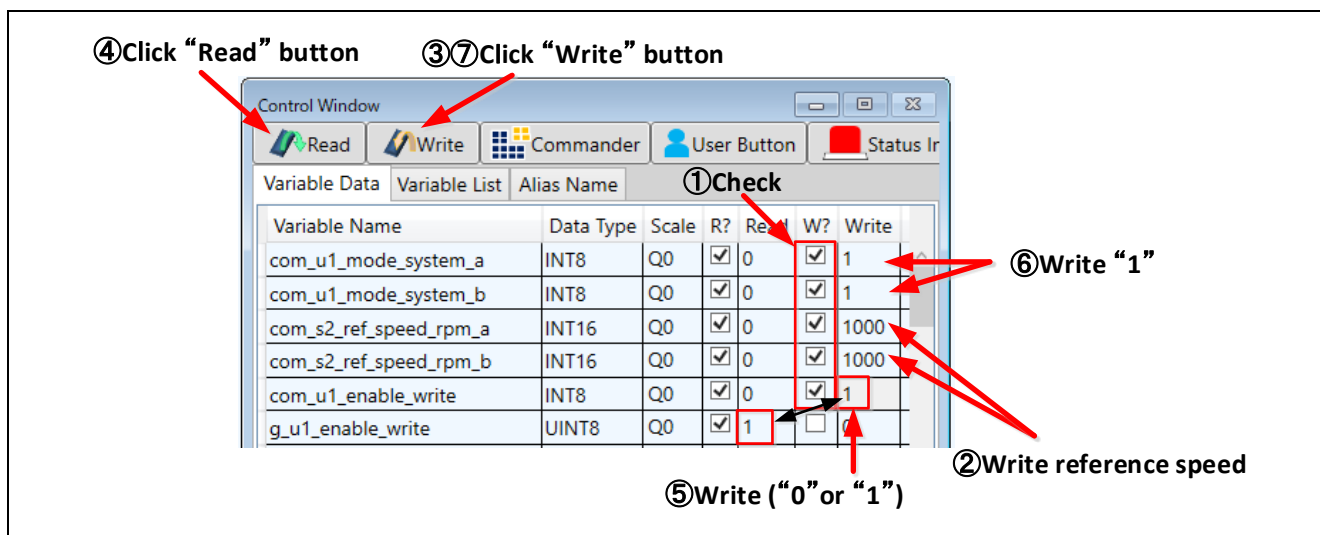 ④Click “Read” button ③⑦Click “Write” button
Control Window
Read Write Commander User Button Status In
Variable Data Variable List Alias Name ①Check
Variable Name Data Type Scale R? Read W? Write
com_u1_mode_system_a INT8 Q0 0 1
com_u1_mode_system_b INT8 Q0 0 1
⑥Write “1”
com_s2_ref_speed_rpm_a INT16 Q0 0 1000
com_s2_ref_speed_rpm_b INT16 Q0 0 1000
com_u1_enable_write INT8 Q0 0 1
g_u1_enable_write UINT8 Q0 1
②Write reference speed
⑤Write (“0”or “1”)